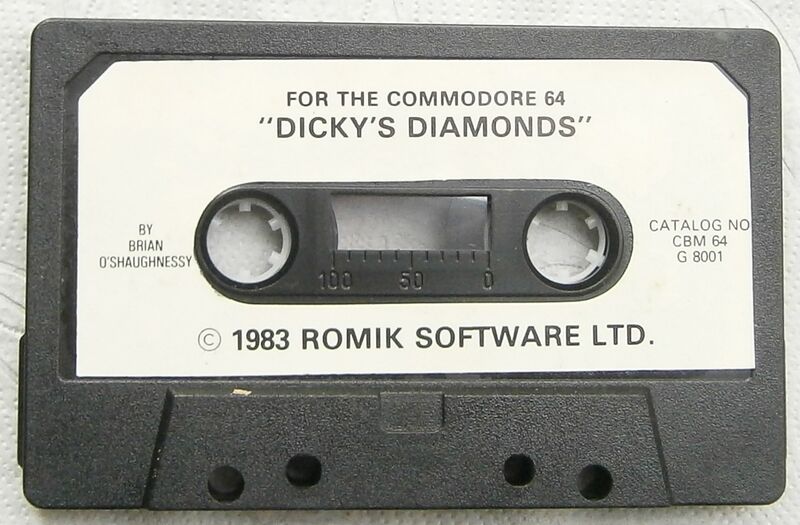 FOR THE COMMODORE 64
"DICKY'S DIAMONDS"
BY
BRIAN
O'SHAUGHNESSY
CATALOG NO
CBM 64
G 8001
100 50 0
© 1983 ROMIK SOFTWARE LTD.